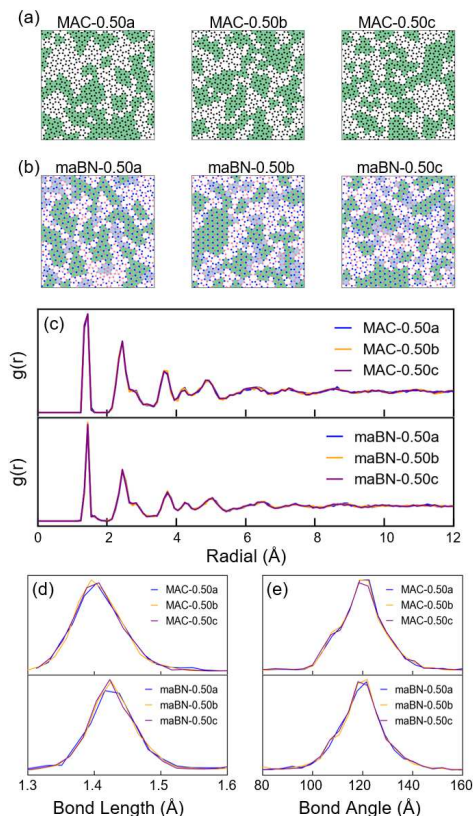 (a)
MAC-0.50a MAC-0.50b MAC-0.50c
(b)
maBN-0.50a maBN-0.50b maBN-0.50c
(c)
MAC-0.50a
MAC-0.50b
MAC-0.50c
g(r)
maBN-0.50a
maBN-0.50b
maBN-0.50c
g(r)
0 2 4 6 8 10 12
Radial (Å)
(d)
MAC-0.50a
MAC-0.50b
MAC-0.50c
maBN-0.50a
maBN-0.50b
maBN-0.50c
1.3 1.4 1.5 1.6
Bond Length (Å)
(e)
MAC-0.50a
MAC-0.50b
MAC-0.50c
maBN-0.50a
maBN-0.50b
maBN-0.50c
80 100 120 140 160
Bond Angle (Å)